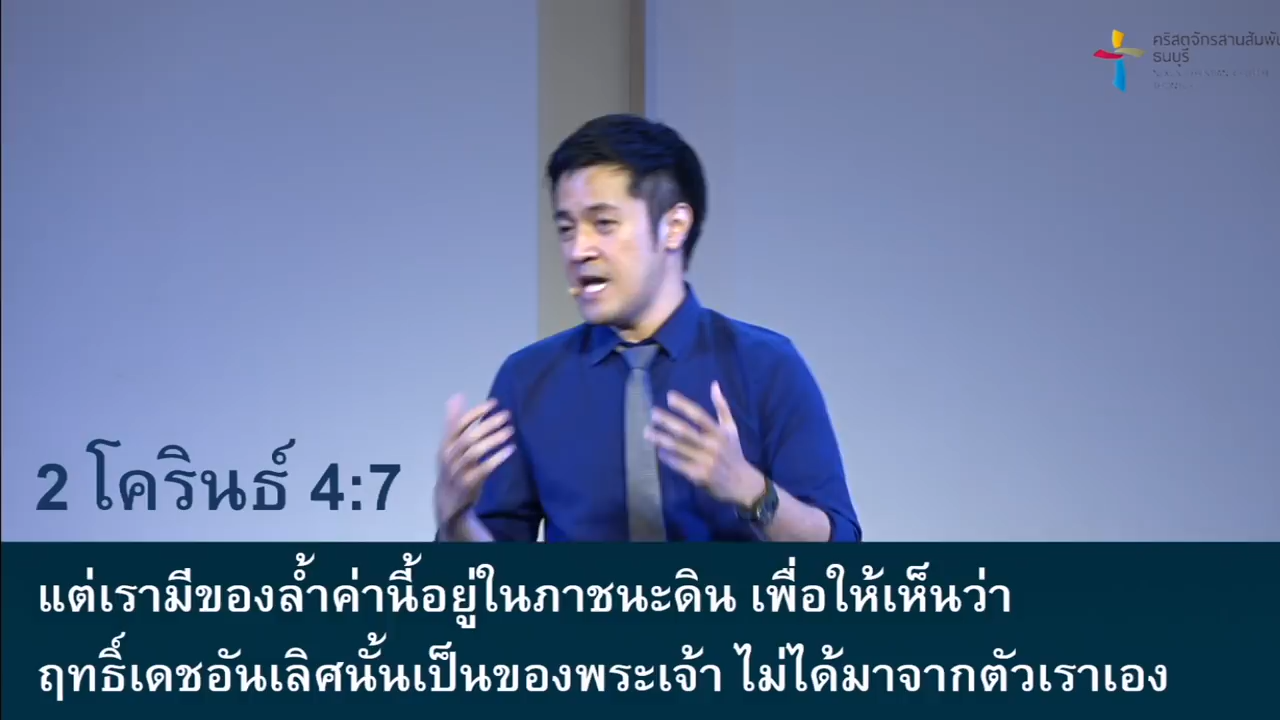 คริสตจักรสานสัมพัน
ธนบุรี
2 โครินธ์ 4:7
แต่เรามีของล้ำค่านี้อยู่ในภาชนะดิน เพื่อให้เห็นว่า
ฤทธิ์เดชอันเลิศนั้นเป็นของพระเจ้า ไม่ได้มาจากตัวเราเอง